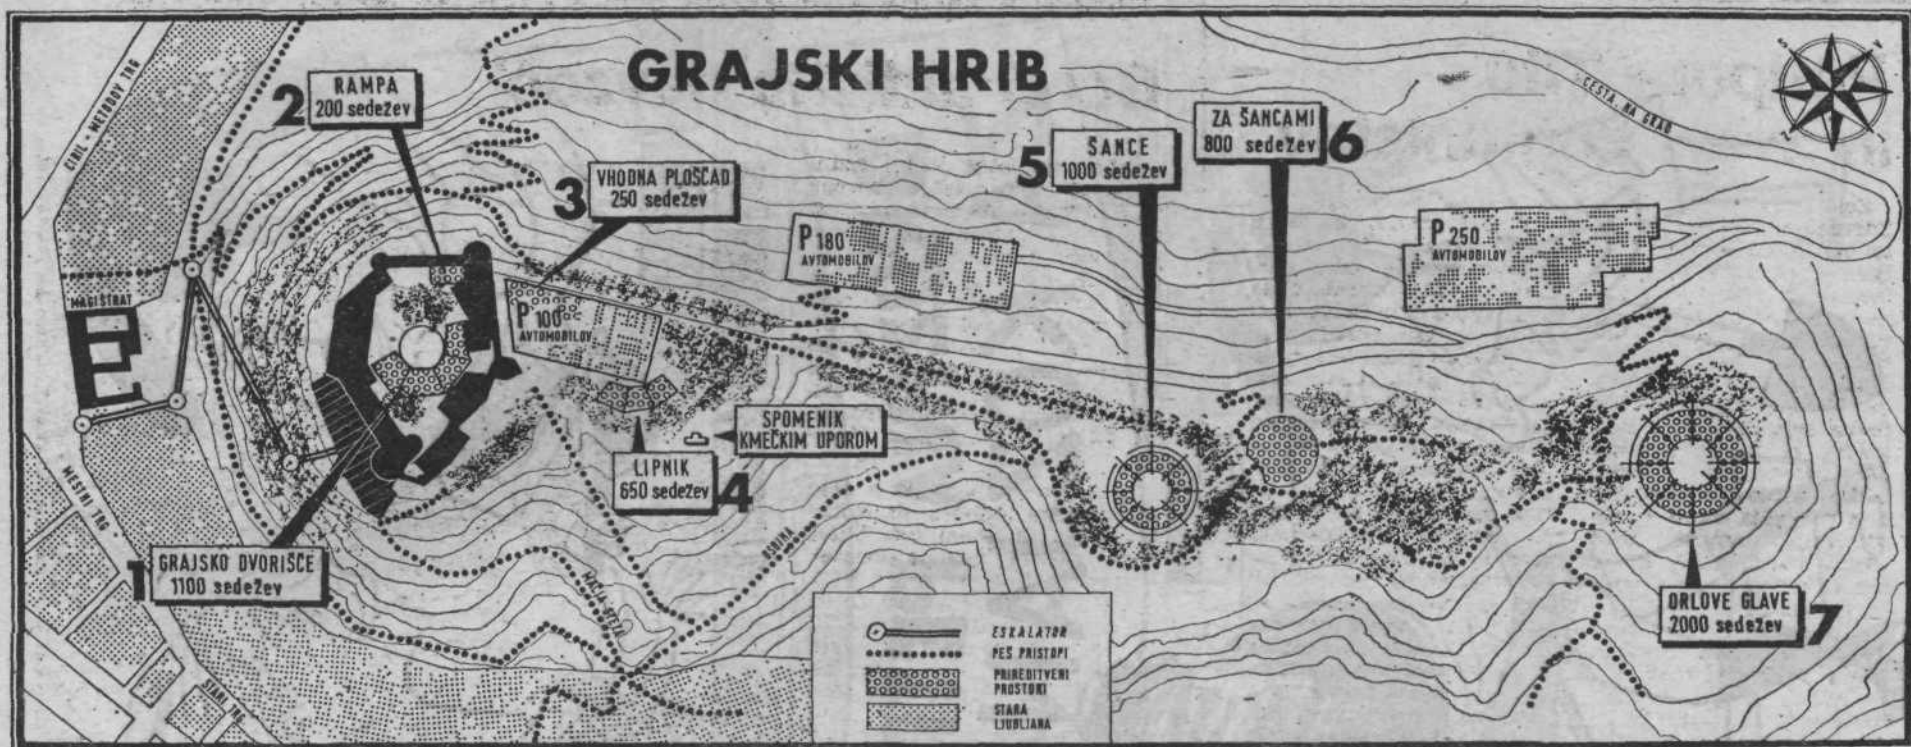 GRAJSKI HRIB
CIRIL - METODOV TRG
CESTA NA GRAD
2
RAMPA
200 sedežev
3
VHODNA PLOŠČAD
250 sedežev
5
ŠANCE
1000 sedežev
6
ZA ŠANCAMI
800 sedežev
P 180
AVTOMOBILOV
P 250
AVTOMOBILOV
MAGISTRAT
P 100
AVTOMOBILOV
SPOMENIK
KMEČKIM UPOROM
4
LIPNIK
650 sedežev
MESTNI TRG
1
GRAJSKO DVORIŠČE
1100 sedežev
STARI TRG
7
ORLOVE GLAVE
2000 sedežev
ESKALATOR
PEŠ PRISTOPI
PRIREDITVENI
PROSTORI
STARA
LJUBLJANA